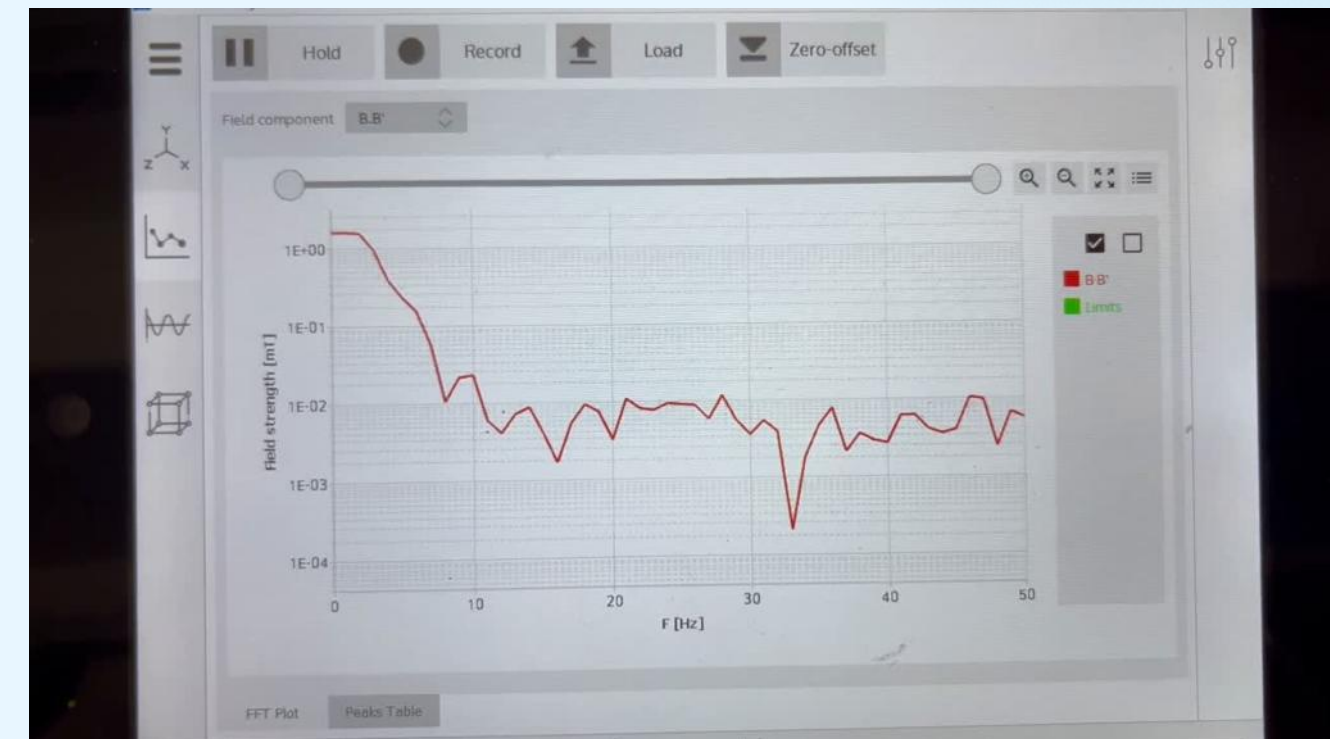 Hold Record Load Zero-offset
Field component B.B'
Y
Z X
1E+00
1E-01
1E-02
1E-03
1E-04
Field strength [mT]
0 10 20 30 40 50
F [Hz]
B·B'
Limits
FFT Plot Peaks Table